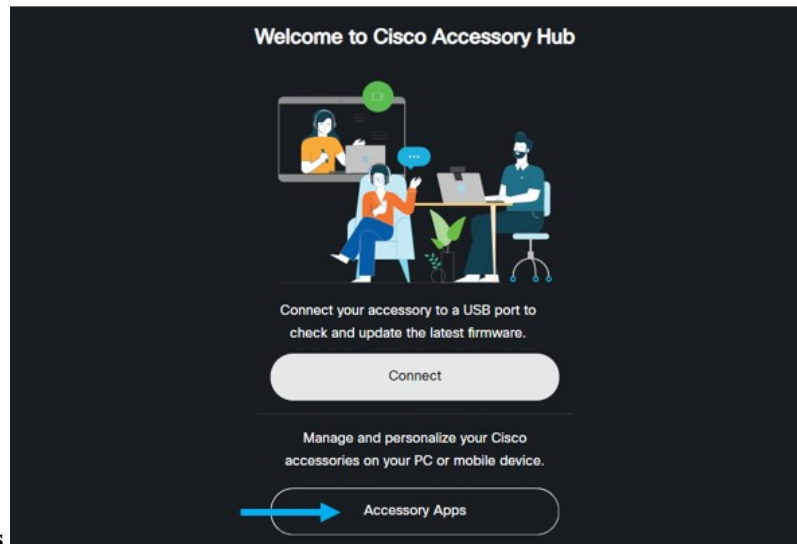 Welcome to Cisco Accessory Hub
Connect your accessory to a USB port to
check and update the latest firmware.
Connect
Manage and personalize your Cisco
accessories on your PC or mobile device.
Accessory Apps
s